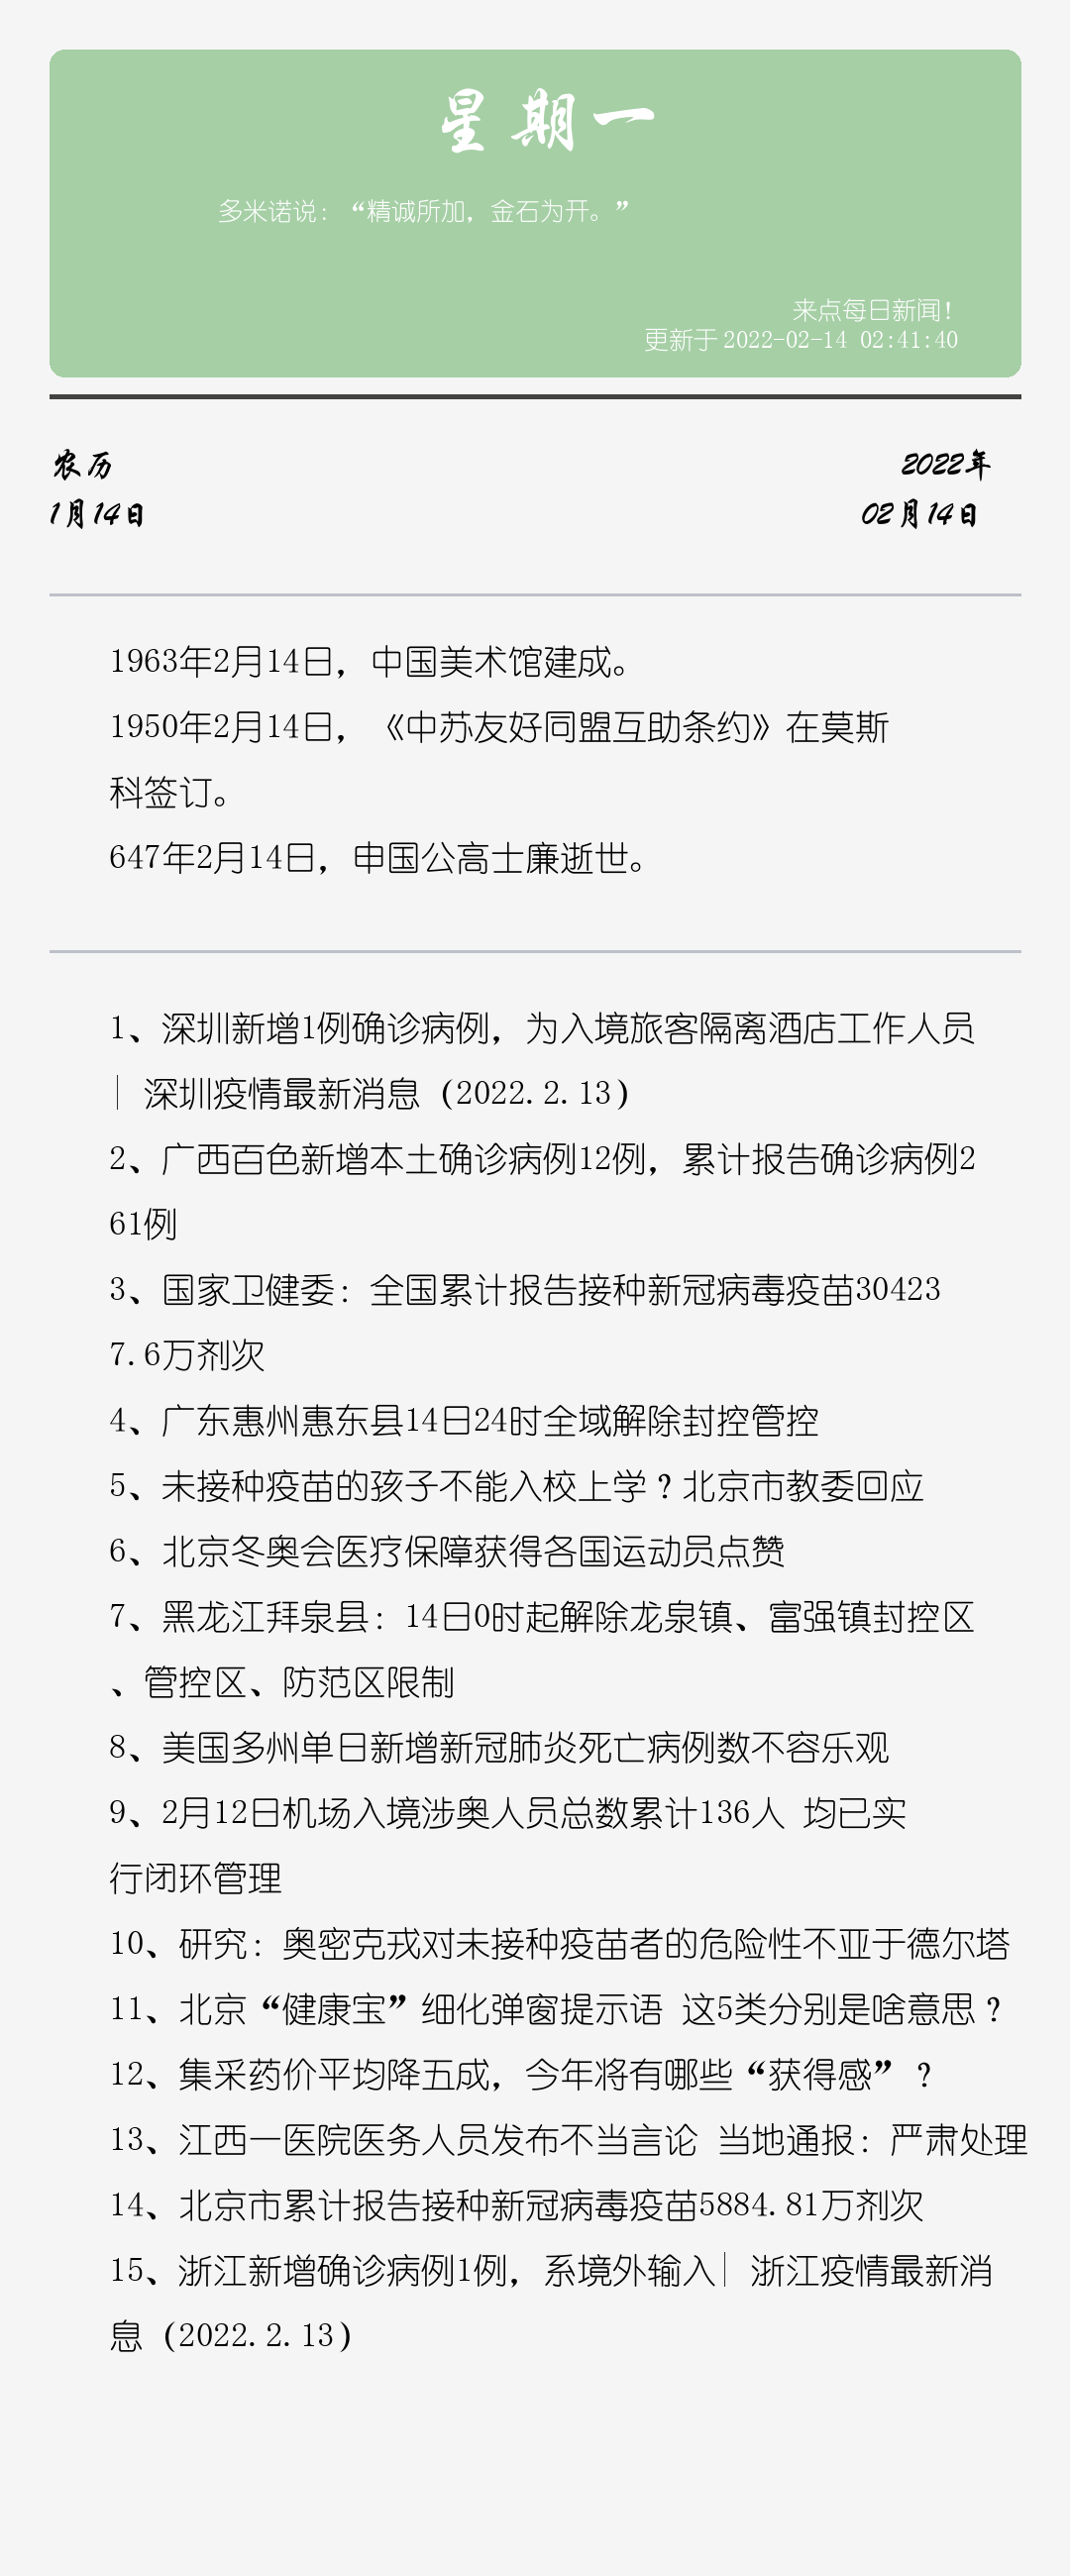 星期一
多米诺说：“精诚所加，金石为开。”
来点每日新闻！
更新于 2022-02-14 02:41:40
农历
2022年
1月14日
02月14日
1963年2月14日，中国美术馆建成。
1950年2月14日，《中苏友好同盟互助条约》在莫斯
科签订。
647年2月14日，申国公高士廉逝世。
1、深圳新增1例确诊病例，为入境旅客隔离酒店工作人员
| 深圳疫情最新消息（2022.2.13）
2、广西百色新增本土确诊病例12例，累计报告确诊病例2
61例
3、国家卫健委：全国累计报告接种新冠病毒疫苗30423
7.6万剂次
4、广东惠州惠东县14日24时全域解除封控管控
5、未接种疫苗的孩子不能入校上学？北京市教委回应
6、北京冬奥会医疗保障获得各国运动员点赞
7、黑龙江拜泉县：14日0时起解除龙泉镇、富强镇封控区
、管控区、防范区限制
8、美国多州单日新增新冠肺炎死亡病例数不容乐观
9、2月12日机场入境涉奥人员总数累计136人 均已实
行闭环管理
10、研究：奥密克戎对未接种疫苗者的危险性不亚于德尔塔
11、北京“健康宝”细化弹窗提示语 这5类分别是啥意思？
12、集采药价平均降五成，今年将有哪些“获得感”？
13、江西一医院医务人员发布不当言论 当地通报：严肃处理
14、北京市累计报告接种新冠病毒疫苗5884.81万剂次
15、浙江新增确诊病例1例，系境外输入| 浙江疫情最新消
息（2022.2.13）